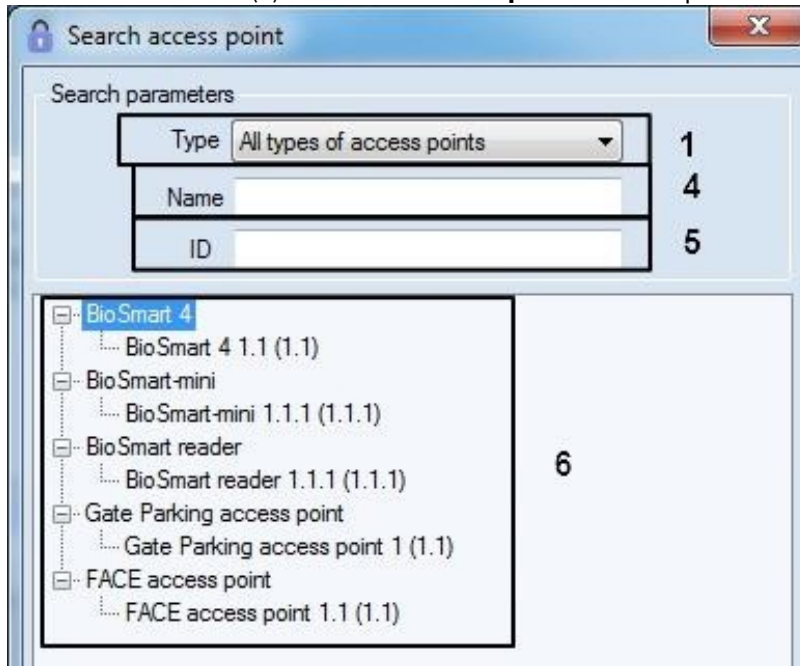 Search access point
Search parameters
Type All types of access points 1
Name 4
ID 5
BioSmart 4
BioSmart 4 1.1 (1.1)
BioSmart-mini
BioSmart-mini 1.1.1 (1.1.1)
BioSmart reader
BioSmart reader 1.1.1 (1.1.1)
6
Gate Parking access point
Gate Parking access point 1 (1.1)
FACE access point
FACE access point 1.1 (1.1)